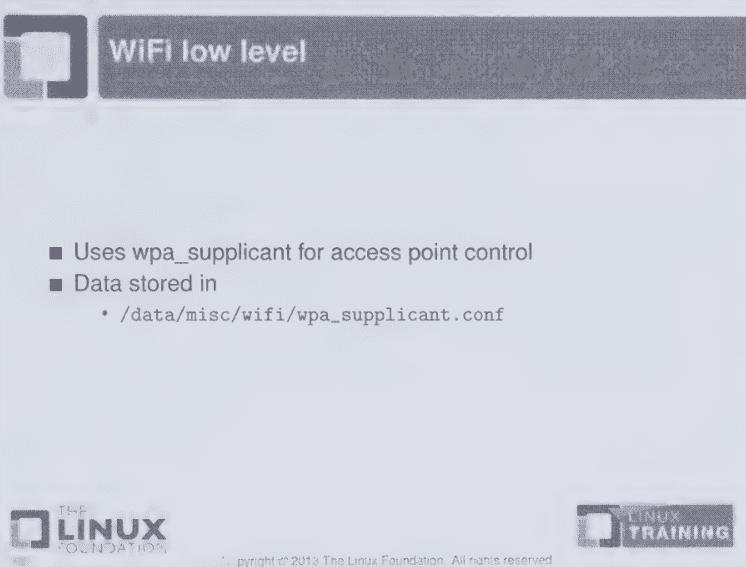 WiFi low level
■ Uses wpa_supplicant for access point control
■ Data stored in
• /data/misc/wifi/wpa_supplicant.conf
THE
LINUX
FOUNDATION
LINUX
TRAINING
2013 The Linux Foundation. All rights reserved